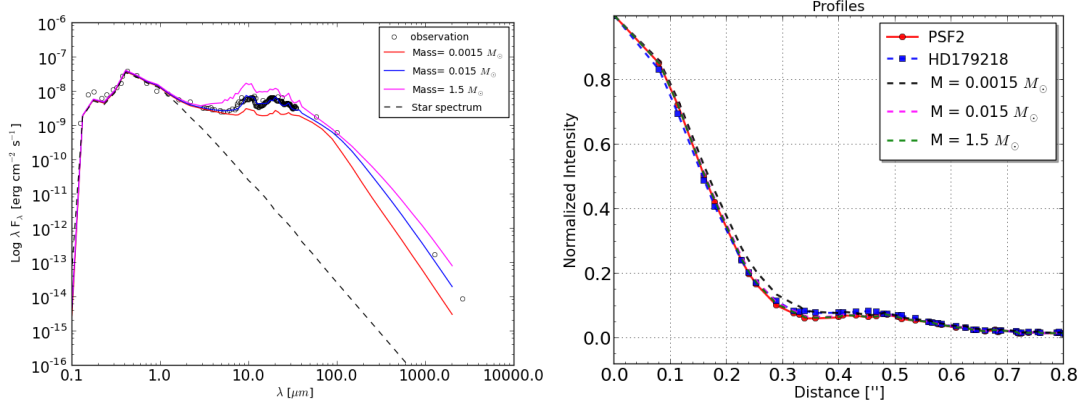 Log λ F_λ [erg cm⁻² s⁻¹]
10⁻⁶
10⁻⁷
10⁻⁸
10⁻⁹
10⁻¹⁰
10⁻¹¹
10⁻¹²
10⁻¹³
10⁻¹⁴
10⁻¹⁵
10⁻¹⁶
observation
Mass= 0.0015 M☉
Mass= 0.015 M☉
Mass= 1.5 M☉
Star spectrum
0.1 1.0 10.0 100.0 1000.0 10000.0
λ [μm]
Profiles
Normalized Intensity
0.8
0.6
0.4
0.2
0.0
PSF2
HD179218
M = 0.0015 M☉
M = 0.015 M☉
M = 1.5 M☉
0.0 0.1 0.2 0.3 0.4 0.5 0.6 0.7 0.8
Distance ['']